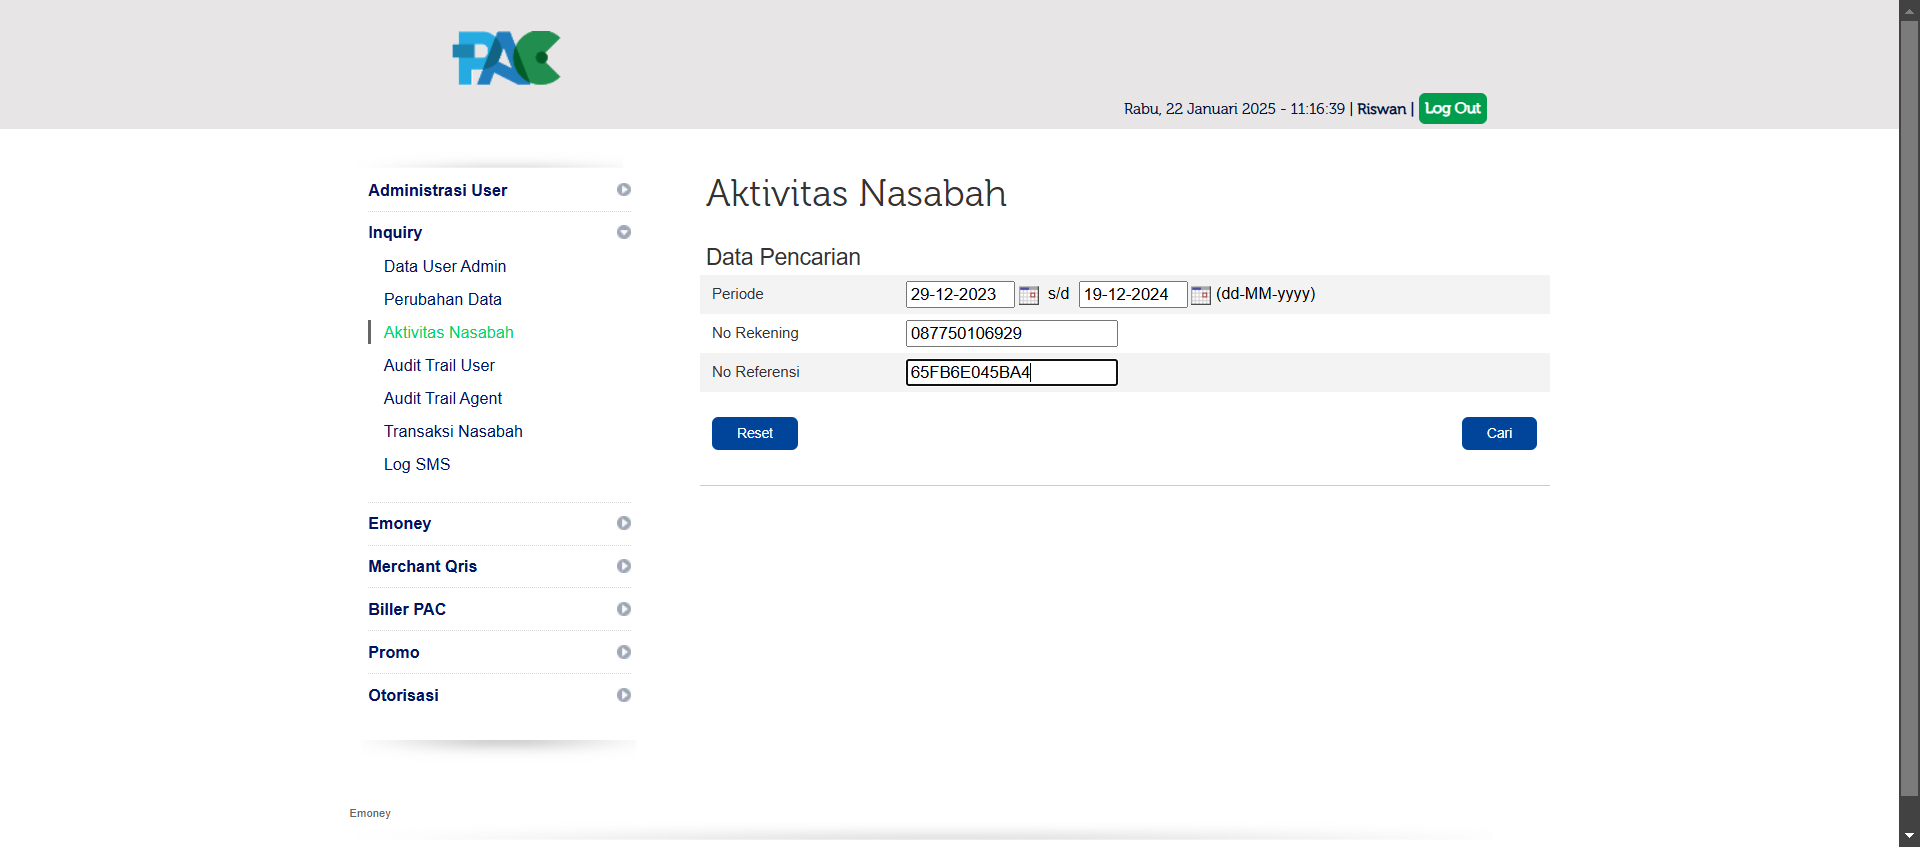 PAC
Rabu, 22 Januari 2025 - 11:16:39 | Riswan | Log Out
Administrasi User
Inquiry
Data User Admin
Perubahan Data
Aktivitas Nasabah
Audit Trail User
Audit Trail Agent
Transaksi Nasabah
Log SMS
Emoney
Merchant Qris
Biller PAC
Promo
Otorisasi
Aktivitas Nasabah
Data Pencarian
Periode 29-12-2023 s/d 19-12-2024 (dd-MM-yyyy)
No Rekening 087750106929
No Referensi 65FB6E045BA4
Reset Cari
Emoney